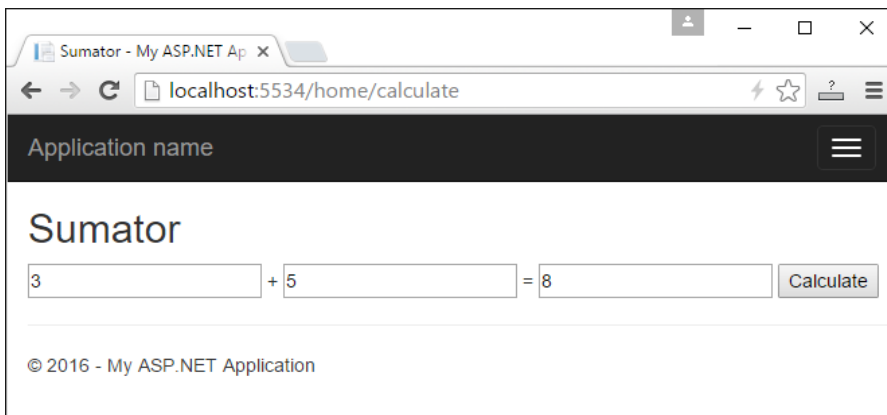 Sumator - My ASP.NET Ap
localhost:5534/home/calculate
?
Application name
Sumator
3 + 5 = 8 Calculate
© 2016 - My ASP.NET Application